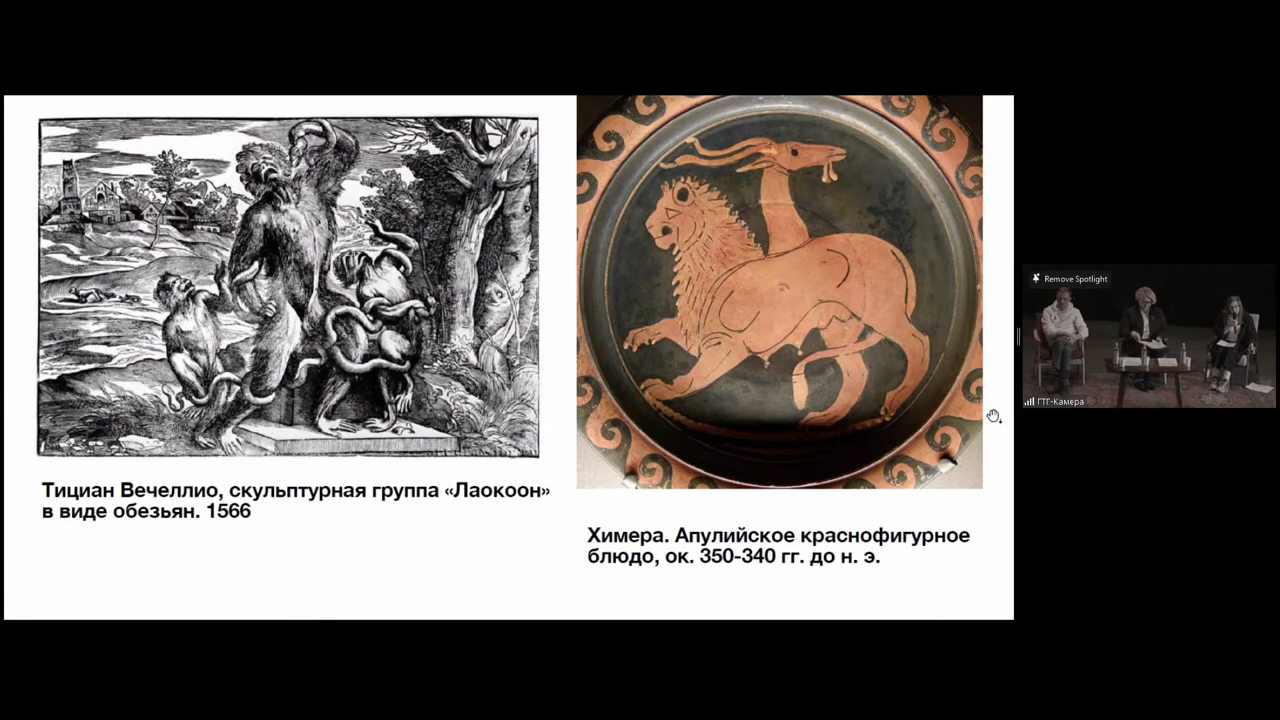 Тициан Вечеллио, скульптурная группа «Лаокоон»
в виде обезьян. 1566
Химера. Апулийское краснофигурное
блюдо, ок. 350-340 гг. до н. э.
Remove Spotlight
ГТГ-Камера